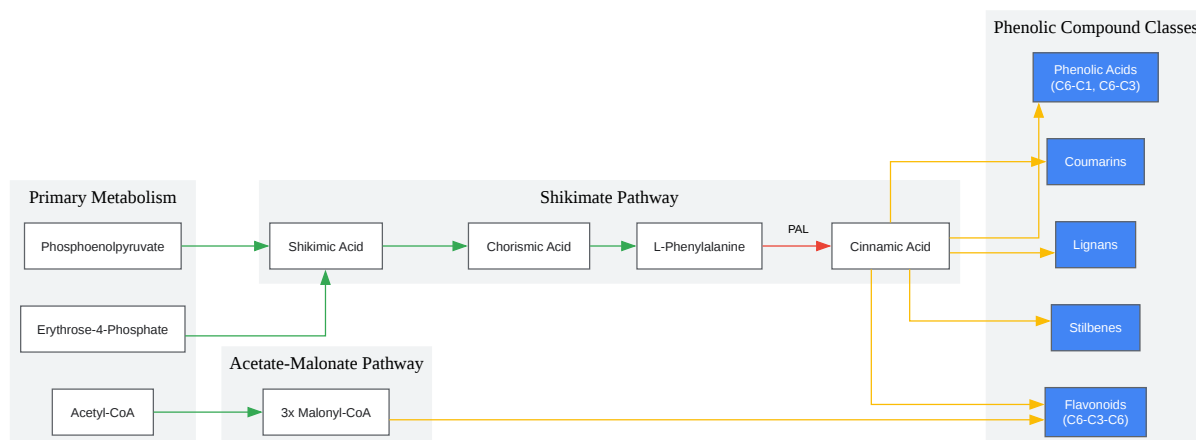 Phenolic Compound Classes
Phenolic Acids
(C6-C1, C6-C3)
Coumarins
Primary Metabolism
Shikimate Pathway
PAL
Phosphoenolpyruvate
Shikimic Acid
Chorismic Acid
L-Phenylalanine
Cinnamic Acid
Lignans
Erythrose-4-Phosphate
Stilbenes
Acetate-Malonate Pathway
Acetyl-CoA
3x Malonyl-CoA
Flavonoids
(C6-C3-C6)